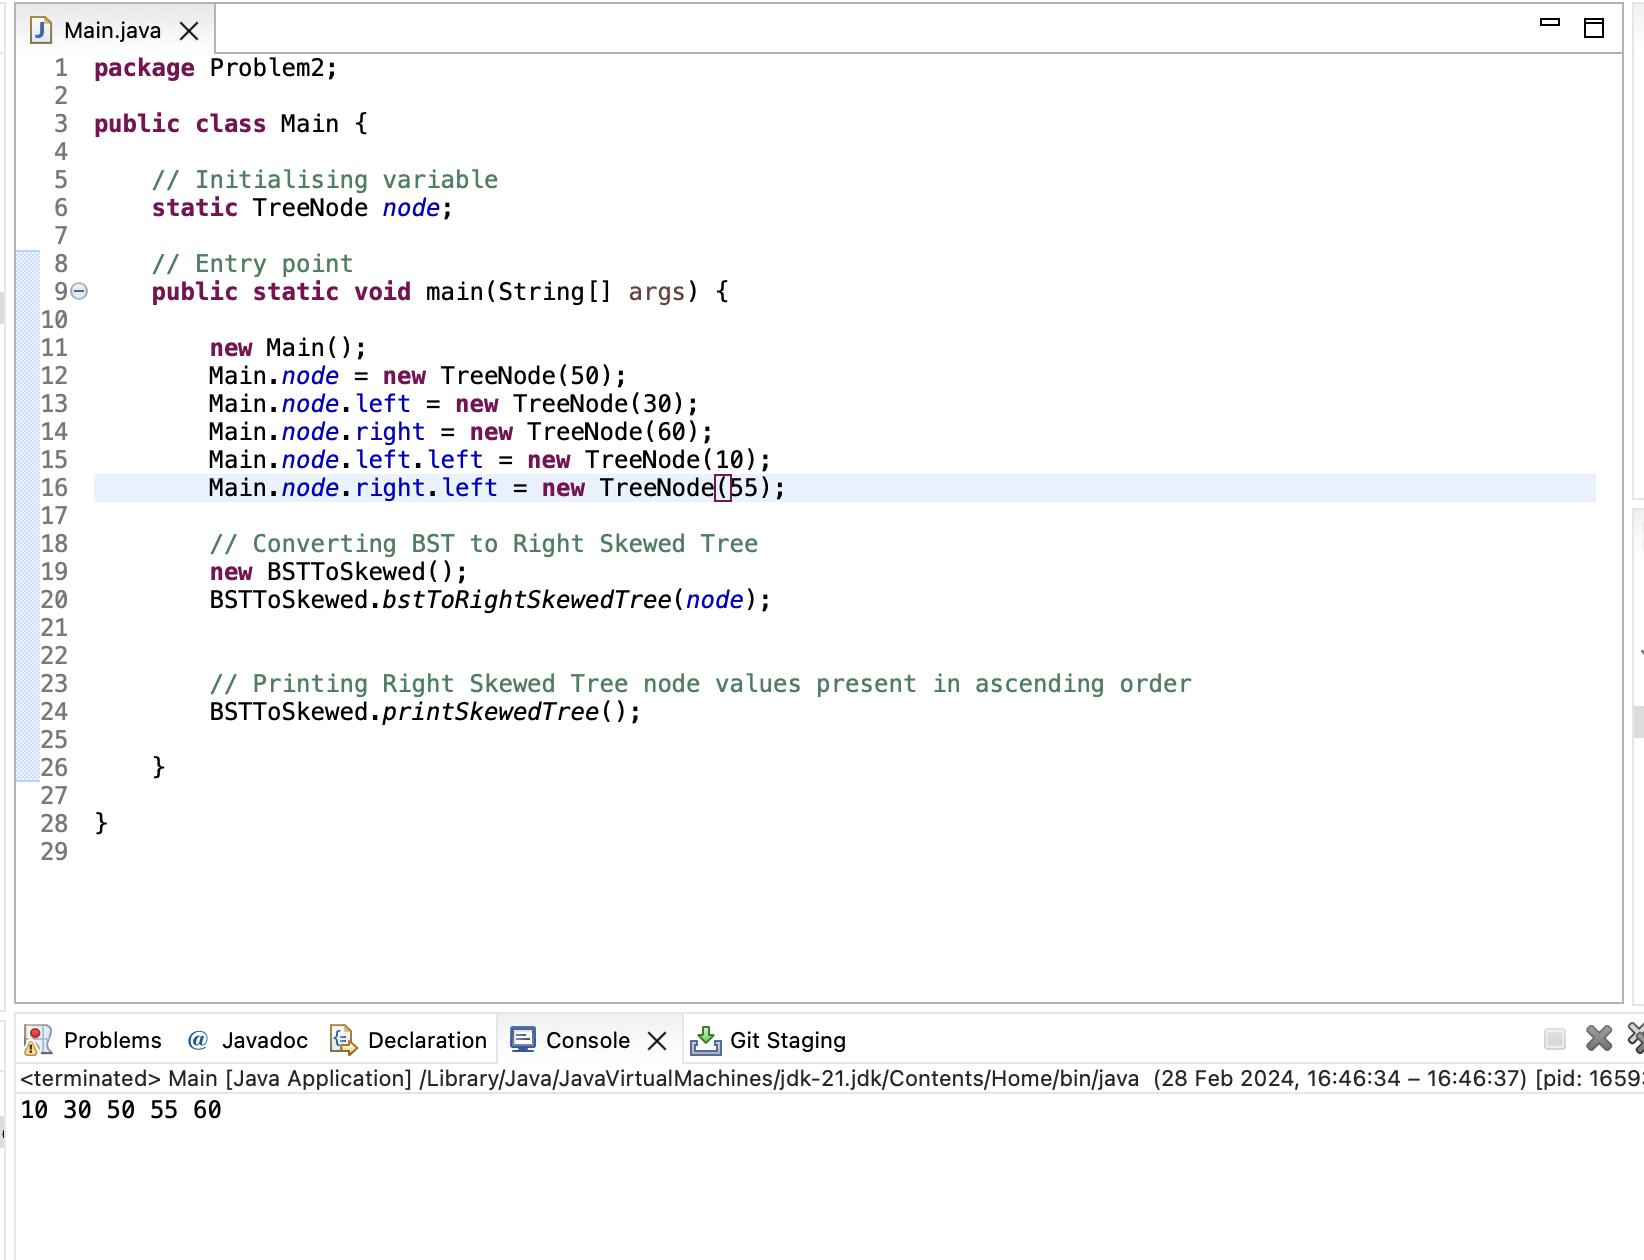 Main.java
1 package Problem2;
2
3 public class Main {
4
5     // Initialising variable
6     static TreeNode node;
7
8     // Entry point
9     public static void main(String[] args) {
10
11         new Main();
12         Main.node = new TreeNode(50);
13         Main.node.left = new TreeNode(30);
14         Main.node.right = new TreeNode(60);
15         Main.node.left.left = new TreeNode(10);
16         Main.node.right.left = new TreeNode(55);
17
18         // Converting BST to Right Skewed Tree
19         new BSTToSkewed();
20         BSTToSkewed.bstToRightSkewedTree(node);
21
22
23         // Printing Right Skewed Tree node values present in ascending order
24         BSTToSkewed.printSkewedTree();
25
26     }
27
28 }
29
Problems @ Javadoc Declaration Console Git Staging
<terminated> Main [Java Application] /Library/Java/JavaVirtualMachines/jdk-21.jdk/Contents/Home/bin/java (28 Feb 2024, 16:46:34 – 16:46:37) [pid: 1659
10 30 50 55 60